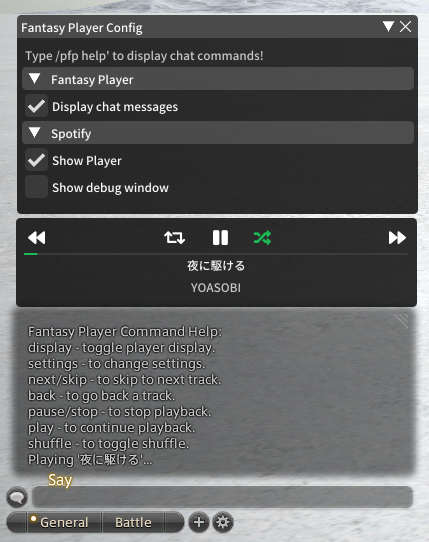 Fantasy Player Config
Type /pfp help' to display chat commands!
Fantasy Player
Display chat messages
Spotify
Show Player
Show debug window
夜に駆ける
YOASOBI
Fantasy Player Command Help:
display - toggle player display.
settings - to change settings.
next/skip - to skip to next track.
back - to go back a track.
pause/stop - to stop playback.
play - to continue playback.
shuffle - to toggle shuffle.
Playing '夜に駆ける'...
Say
General Battle